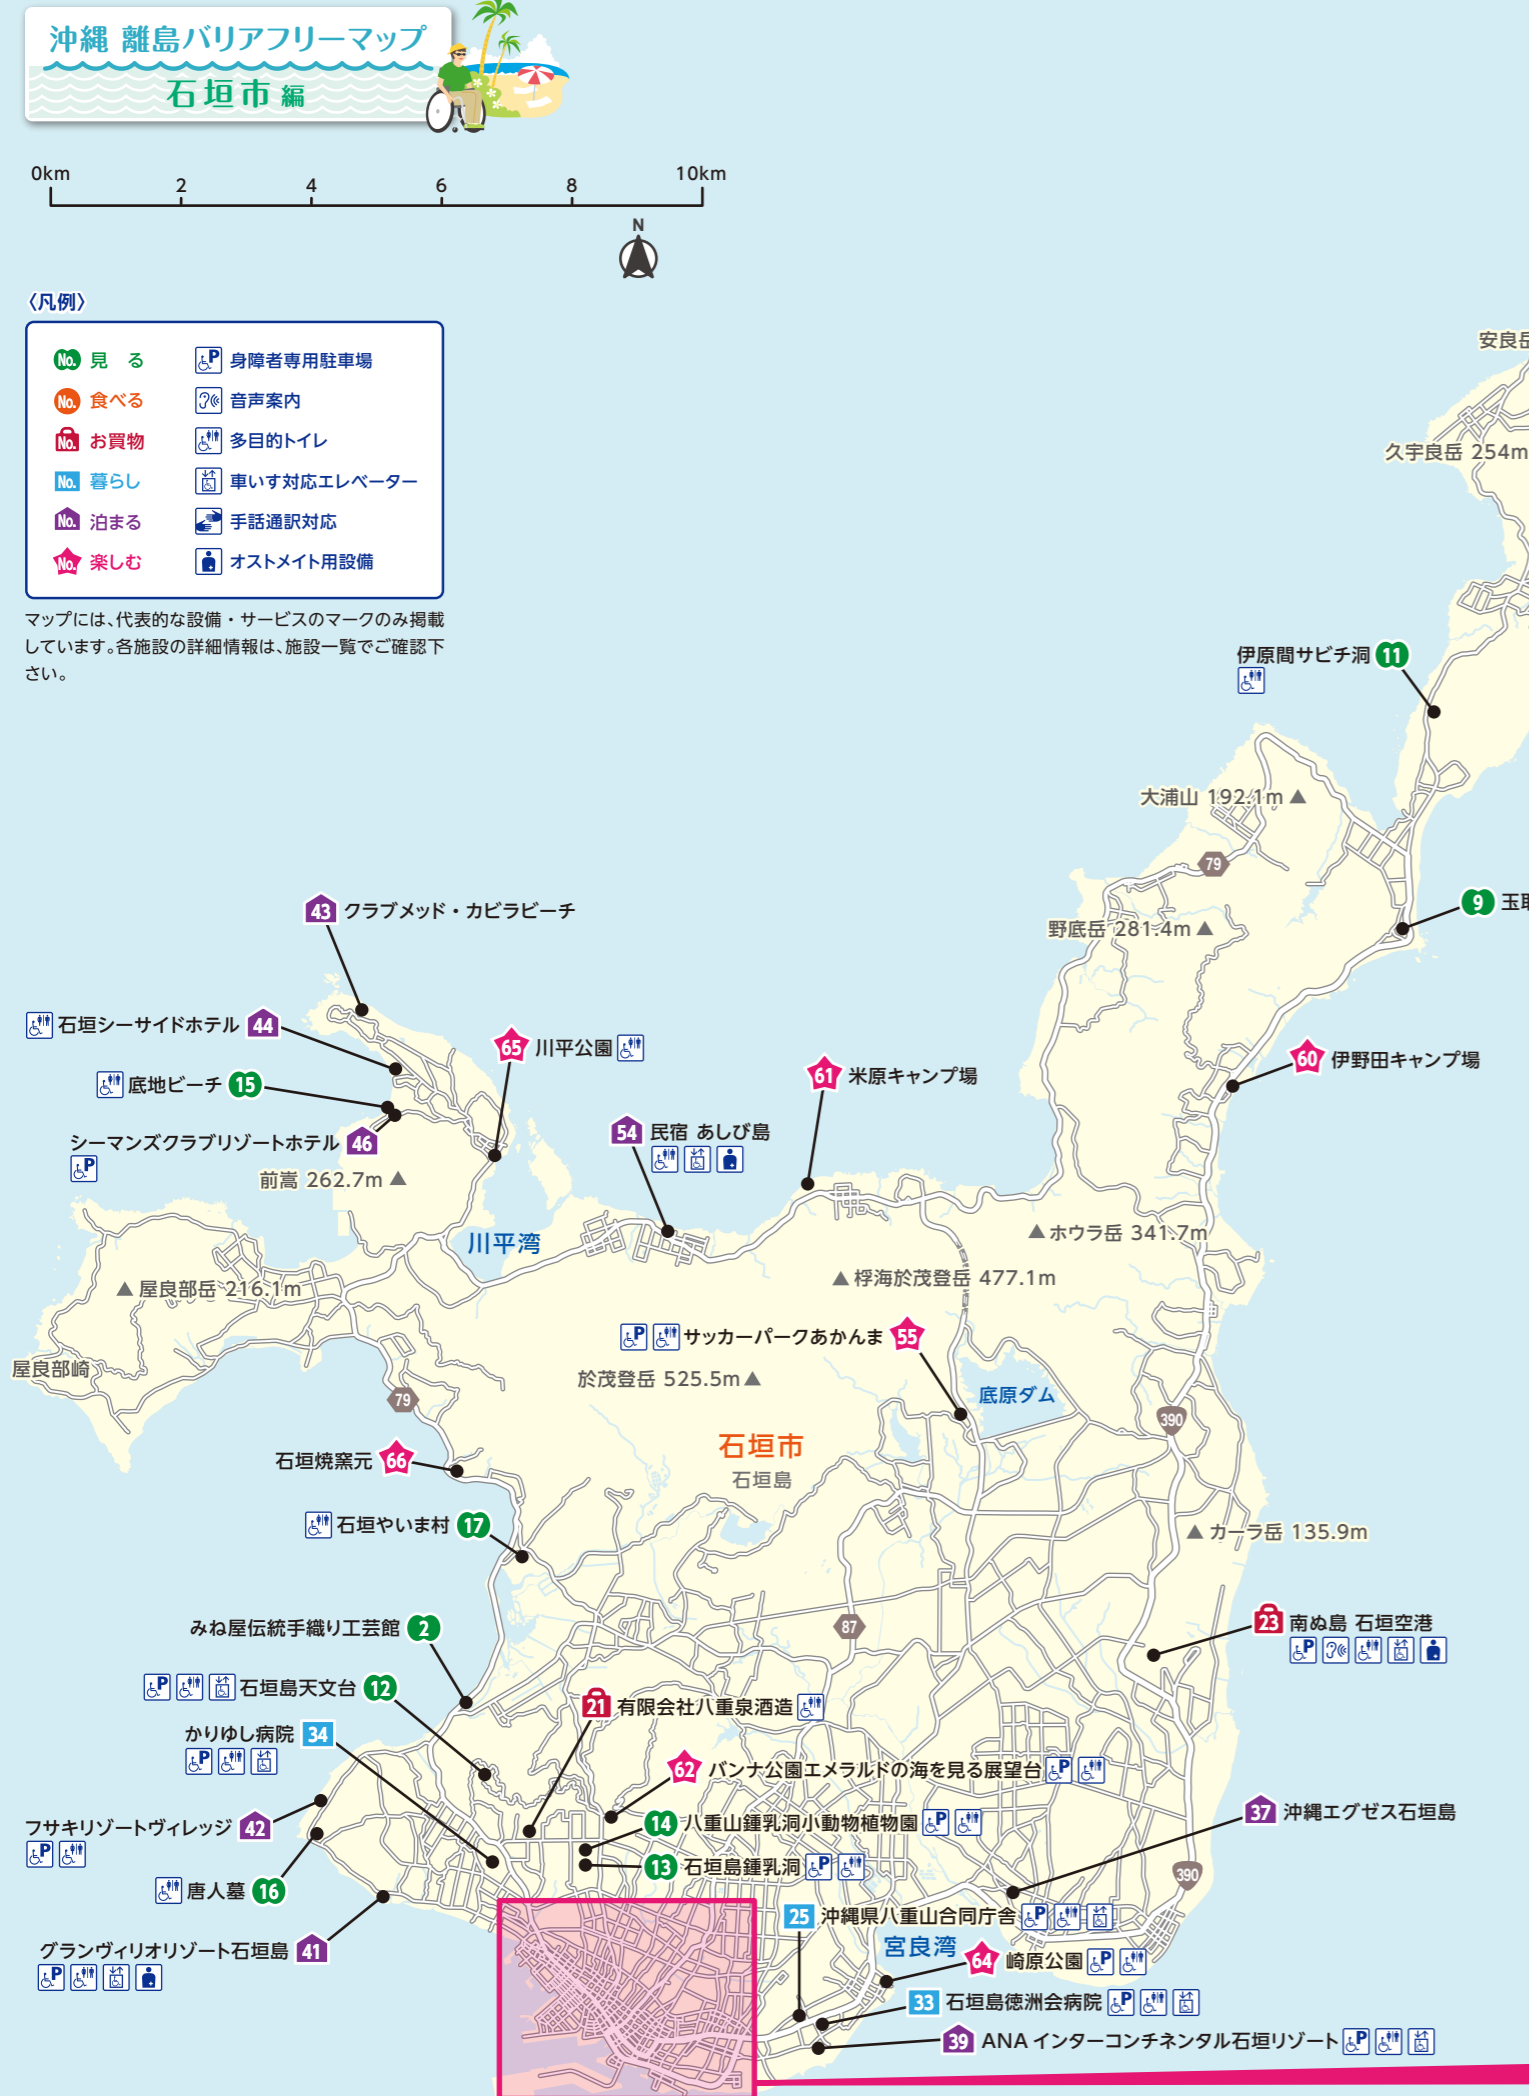 沖縄 離島バリアフリーマップ
石垣市 編
0km 2 4 6 8 10km
N
〈凡例〉
No. 見 る
身障者専用駐車場
No. 食べる
音声案内
No. お買物
多目的トイレ
No. 暮らし
車いす対応エレベーター
No. 泊まる
手話通訳対応
No. 楽しむ
オストメイト用設備
マップには、代表的な設備・サービスのマークのみ掲載
しています。各施設の詳細情報は、施設一覧でご確認下
さい。
安良岳
久宇良岳 254m
伊原間サビチ洞 11
大浦山 192.1m
79
9 玉取
野底岳 281.4m
43 クラブメッド・カビラビーチ
石垣シーサイドホテル 44
65 川平公園
60 伊野田キャンプ場
61 米原キャンプ場
底地ビーチ 15
54 民宿 あしび島
シーマンズクラブリゾートホテル 46
前嵩 262.7m
川平湾
ホウラ岳 341.7m
桴海於茂登岳 477.1m
屋良部岳 216.1m
サッカーパークあかんま 55
屋良部崎
於茂登岳 525.5m
底原ダム
79
390
石垣市
石垣島
石垣焼窯元 66
石垣やいま村 17
カーラ岳 135.9m
みね屋伝統手織り工芸館 2
87
23 南ぬ島 石垣空港
石垣島天文台 12
21 有限会社八重泉酒造
かりゆし病院 34
62 バンナ公園エメラルドの海を見る展望台
フサキリゾートヴィレッジ 42
14 八重山鍾乳洞小動物植物園
37 沖縄エグゼス石垣島
13 石垣島鍾乳洞
390
唐人墓 16
25 沖縄県八重山合同庁舎
グランヴィリオリゾート石垣島 41
宮良湾
64 崎原公園
33 石垣島徳洲会病院
39 ANA インターコンチネンタル石垣リゾート